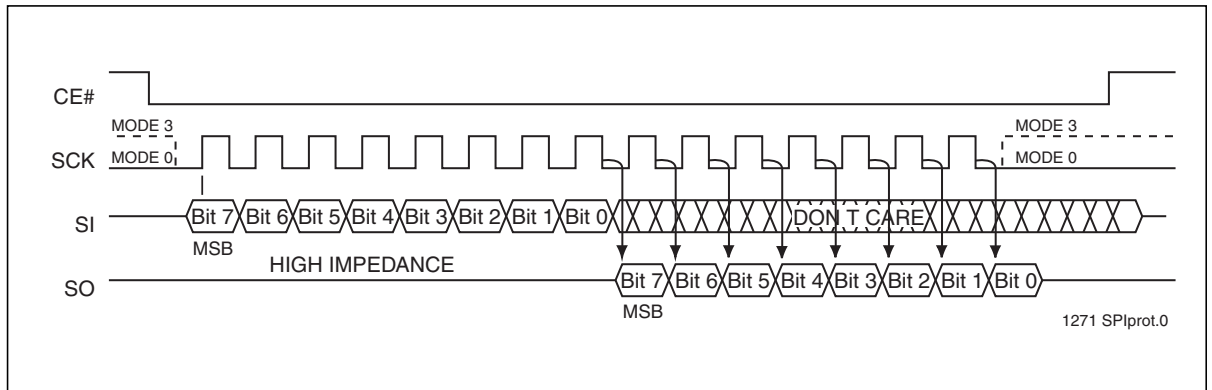 CE#
MODE 3 MODE 3
SCK MODE 0 MODE 0
SI Bit 7 Bit 6 Bit 5 Bit 4 Bit 3 Bit 2 Bit 1 Bit 0 DON T CARE
MSB
HIGH IMPEDANCE
SO Bit 7 Bit 6 Bit 5 Bit 4 Bit 3 Bit 2 Bit 1 Bit 0
MSB
1271 SPIprot.0